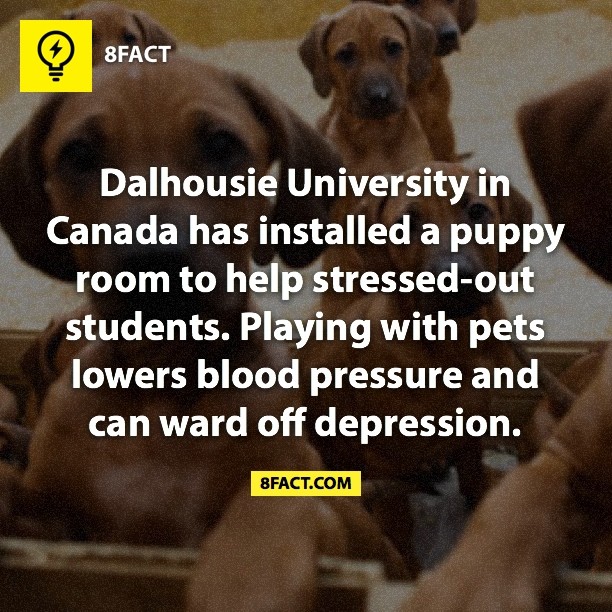 8FACT
Dalhousie University in
Canada has installed a puppy
room to help stressed-out
students. Playing with pets
lowers blood pressure and
can ward off depression.
8FACT.COM